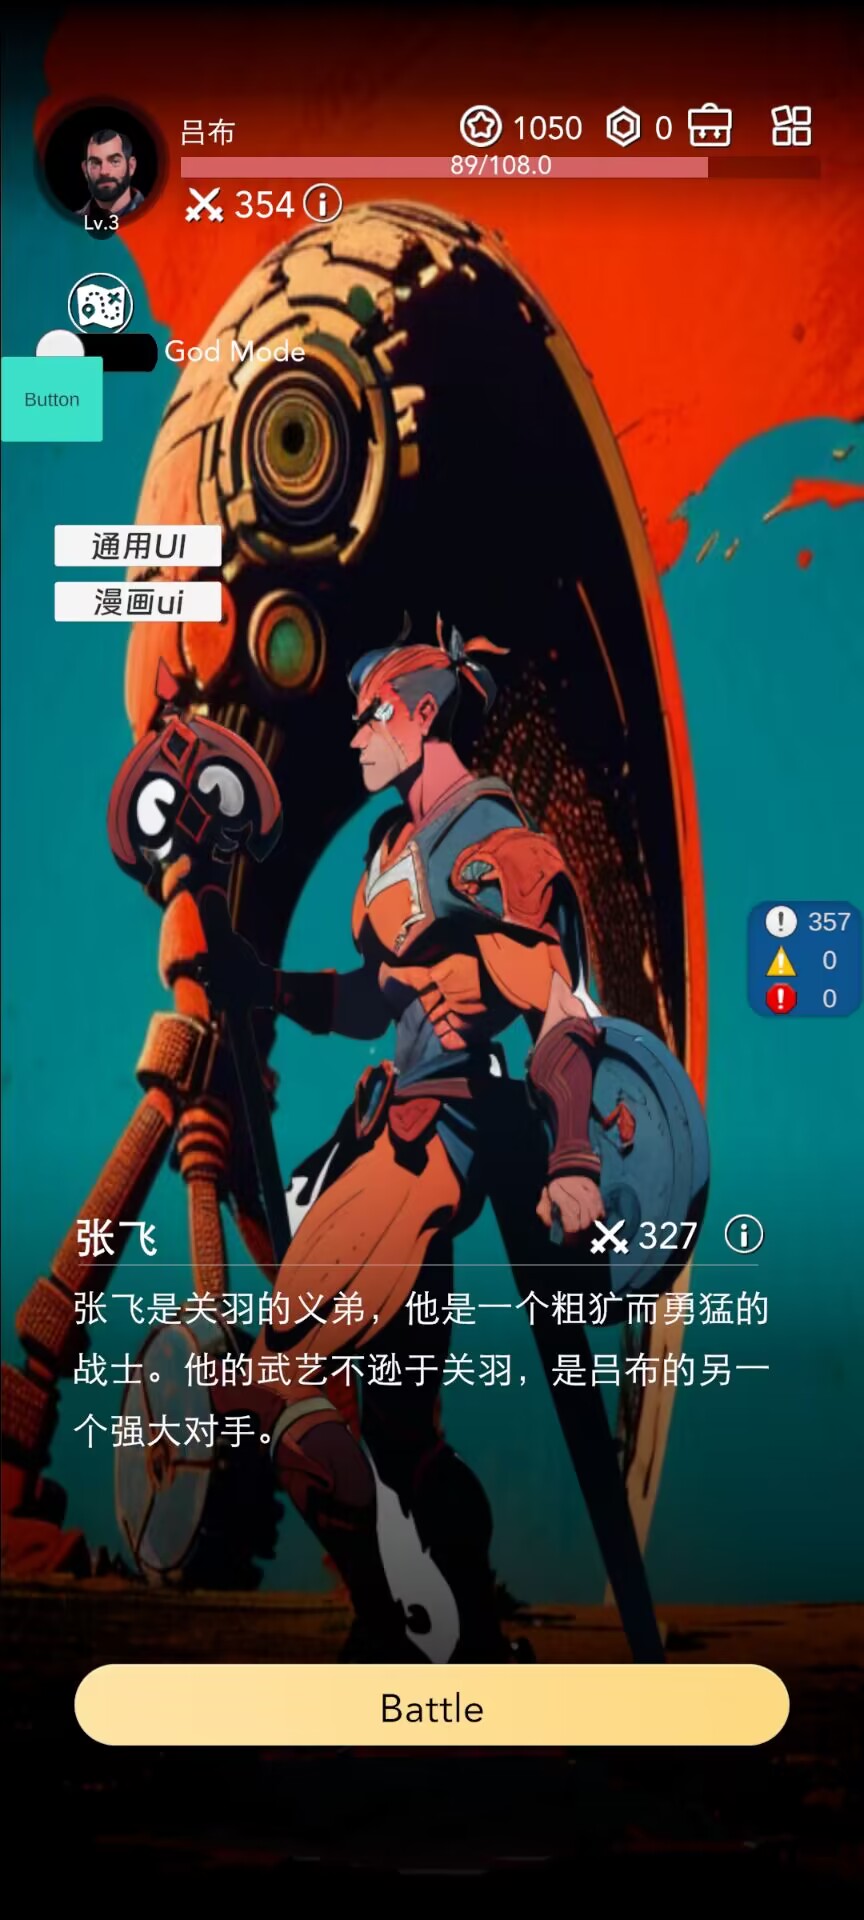 吕布
1050
0
89/108.0
354
Lv.3
God Mode
Button
通用UI
漫画ui
357
0
0
张飞
327
张飞是关羽的义弟，他是一个粗犷而勇猛的
战士。他的武艺不逊于关羽，是吕布的另一
个强大对手。
Battle